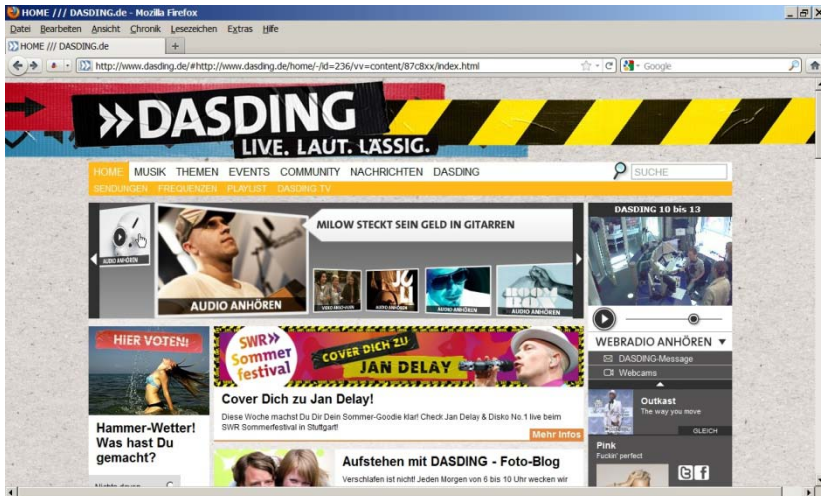 HOME /// DASDING.de - Mozilla Firefox
Datei Bearbeiten Ansicht Chronik Lesezeichen Extras Hilfe
HOME /// DASDING.de
http://www.dasding.de/#http://www.dasding.de/home/-/id=236/vv=content/87c8xx/index.html
Google
DASDING
LIVE. LAUT. LÄSSIG.
HOME MUSIK THEMEN EVENTS COMMUNITY NACHRICHTEN DASDING
SUCHE
SENDUNGEN FREQUENZEN PLAYLIST DASDING.TV
MILOW STECKT SEIN GELD IN GITARREN
AUDIO ANHÖREN
AUDIO ANHÖREN
AUDIO ANHÖREN
AUDIO ANHÖREN
AUDIO ANHÖREN
DASDING 10 bis 13
WEBRADIO ANHÖREN
DASDING-Message
Webcams
Outkast
The way you move
GLEICH
Pink
Fuckin' perfect
HIER VOTEN!
Hammer-Wetter!
Was hast Du
gemacht?
SWR
Sommer
festival
COVER DICH ZU
JAN DELAY
Cover Dich zu Jan Delay!
Diese Woche machst Du Dir Dein Sommer-Goodie klar! Check Jan Delay & Disko No.1 live beim
SWR Sommerfestival in Stuttgart!
Mehr Infos
Aufstehen mit DASDING - Foto-Blog
Verschlafen ist nicht! Jeden Morgen von 6 bis 10 Uhr wecken wir